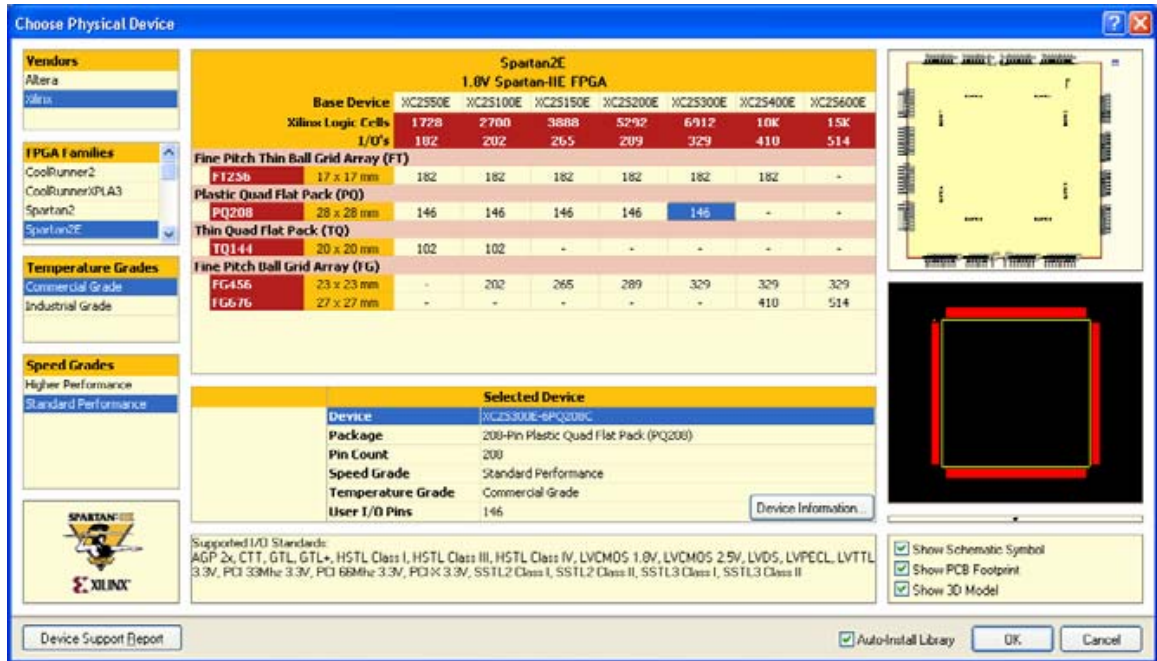 Choose Physical Device
Vendors
Altera
Xilinx
FPGA Families
CoolRunner2
CoolRunnerXPLA3
Spartan2
Spartan2E
Temperature Grades
Commercial Grade
Industrial Grade
Speed Grades
Higher Performance
Standard Performance
SPARTAN-IIE
XILINX
Spartan2E
1.8V Spartan-IIE FPGA
Base Device XC2S50E XC2S100E XC2S150E XC2S200E XC2S300E XC2S400E XC2S600E
Xilinx Logic Cells 1728 2700 3888 5292 6912 10K 15K
I/O's 182 202 265 289 329 410 514
Fine Pitch Thin Ball Grid Array (FT)
FT256 17 x 17 mm 182 182 182 182 182 182 -
Plastic Quad Flat Pack (PQ)
PQ208 28 x 28 mm 146 146 146 146 146 - -
Thin Quad Flat Pack (TQ)
TQ144 20 x 20 mm 102 102 - - - - -
Fine Pitch Ball Grid Array (FG)
FG456 23 x 23 mm - 202 265 289 329 329 329
FG676 27 x 27 mm - - - - - 410 514
Selected Device
Device XC2S300E-6PQ208C
Package 208-Pin Plastic Quad Flat Pack (PQ208)
Pin Count 208
Speed Grade Standard Performance
Temperature Grade Commercial Grade
User I/O Pins 146
Device Information...
Supported I/O Standards:
AGP 2x, CTT, GTL, GTL+, HSTL Class I, HSTL Class III, HSTL Class IV, LVCMOS 1.8V, LVCMOS 2.5V, LVDS, LVPECL, LVTTL
3.3V, PCI 33Mhz 3.3V, PCI 66Mhz 3.3V, PCI-X 3.3V, SSTL2 Class I, SSTL2 Class II, SSTL3 Class I, SSTL3 Class II
Show Schematic Symbol
Show PCB Footprint
Show 3D Model
Device Support Report
Auto-Install Library
OK
Cancel